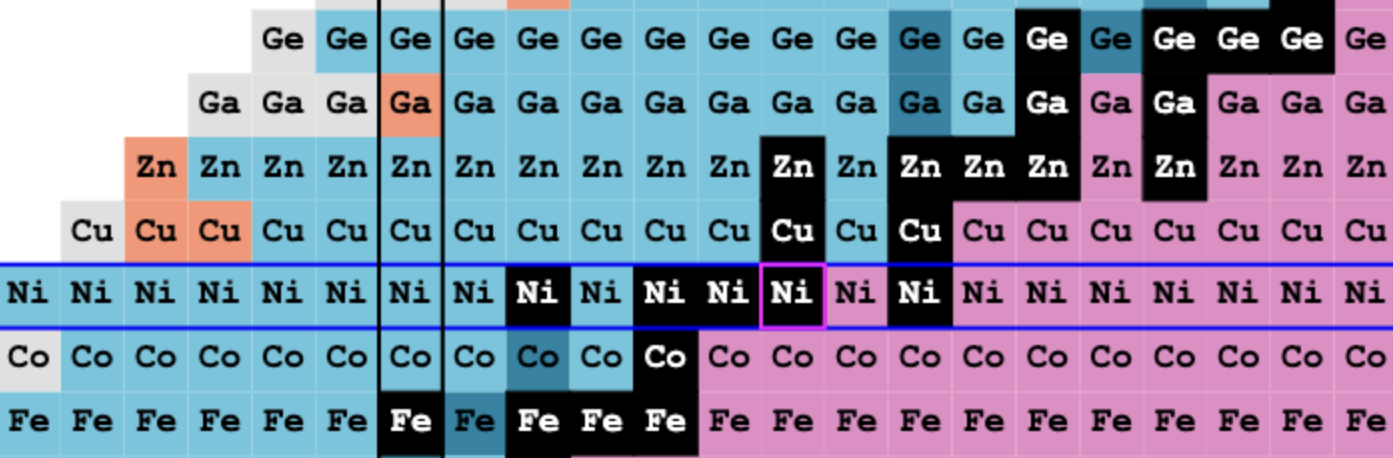 Ge Ge Ge Ge Ge Ge Ge Ge Ge Ge Ge Ge Ge Ge Ge Ge Ge Ge
Ga Ga Ga Ga Ga Ga Ga Ga Ga Ga Ga Ga Ga Ga Ga Ga Ga Ga Ga
Zn Zn Zn Zn Zn Zn Zn Zn Zn Zn Zn Zn Zn Zn Zn Zn Zn Zn Zn Zn
Cu Cu Cu Cu Cu Cu Cu Cu Cu Cu Cu Cu Cu Cu Cu Cu Cu Cu Cu Cu Cu
Ni Ni Ni Ni Ni Ni Ni Ni Ni Ni Ni Ni Ni Ni Ni Ni Ni Ni Ni Ni Ni Ni
Co Co Co Co Co Co Co Co Co Co Co Co Co Co Co Co Co Co Co Co Co Co
Fe Fe Fe Fe Fe Fe Fe Fe Fe Fe Fe Fe Fe Fe Fe Fe Fe Fe Fe Fe Fe Fe